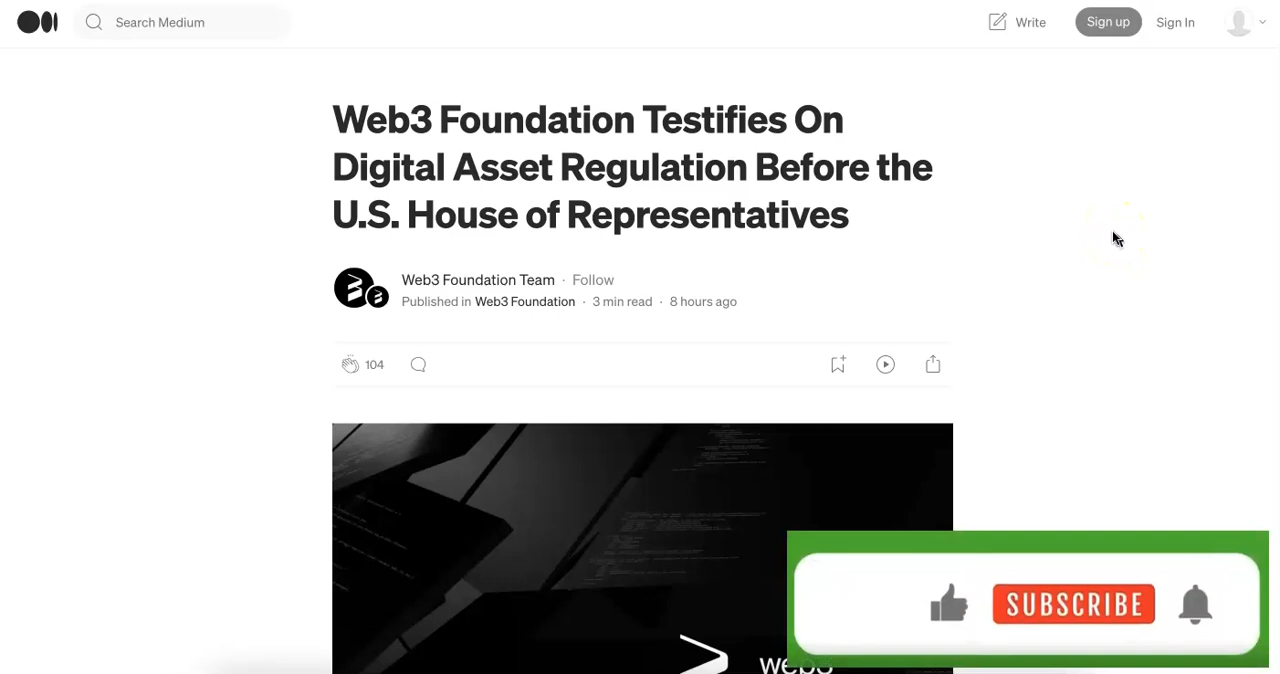 Search Medium
Write
Sign up
Sign In
Web3 Foundation Testifies On
Digital Asset Regulation Before the
U.S. House of Representatives
Web3 Foundation Team · Follow
Published in Web3 Foundation · 3 min read · 8 hours ago
104
web3
SUBSCRIBE